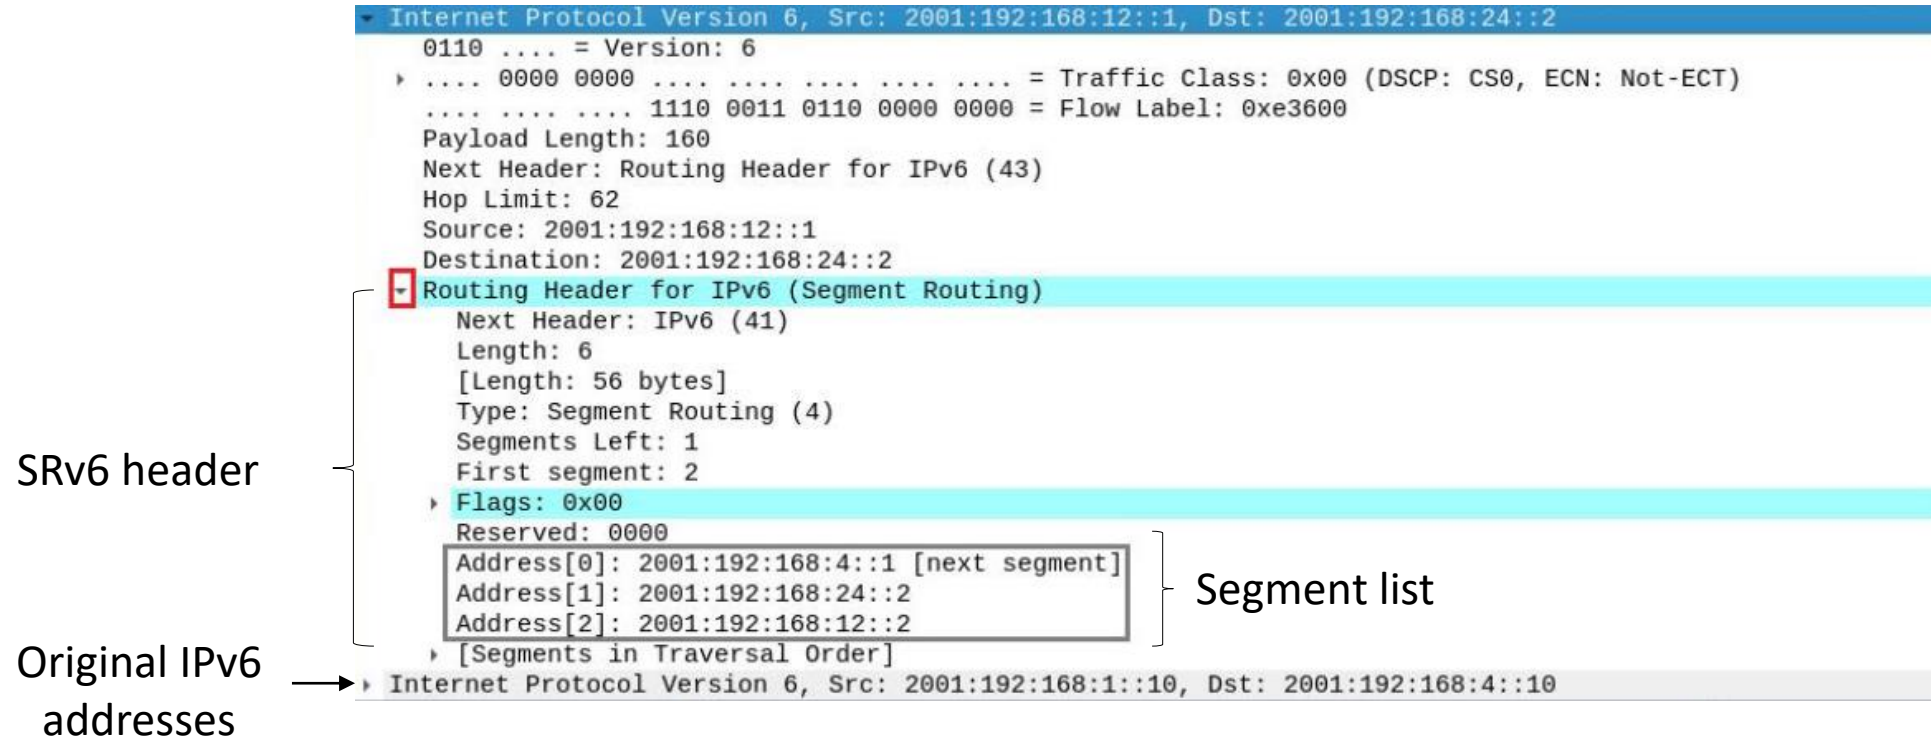 Internet Protocol Version 6, Src: 2001:192:168:12::1, Dst: 2001:192:168:24::2
0110 .... = Version: 6
.... 0000 0000 .... .... .... .... .... = Traffic Class: 0x00 (DSCP: CS0, ECN: Not-ECT)
.... .... .... 1110 0011 0110 0000 0000 = Flow Label: 0xe3600
Payload Length: 160
Next Header: Routing Header for IPv6 (43)
Hop Limit: 62
Source: 2001:192:168:12::1
Destination: 2001:192:168:24::2
Routing Header for IPv6 (Segment Routing)
Next Header: IPv6 (41)
Length: 6
[Length: 56 bytes]
Type: Segment Routing (4)
Segments Left: 1
First segment: 2
Flags: 0x00
Reserved: 0000
Address[0]: 2001:192:168:4::1 [next segment]
Address[1]: 2001:192:168:24::2
Address[2]: 2001:192:168:12::2
[Segments in Traversal Order]
Internet Protocol Version 6, Src: 2001:192:168:1::10, Dst: 2001:192:168:4::10
SRv6 header
Segment list
Original IPv6
addresses